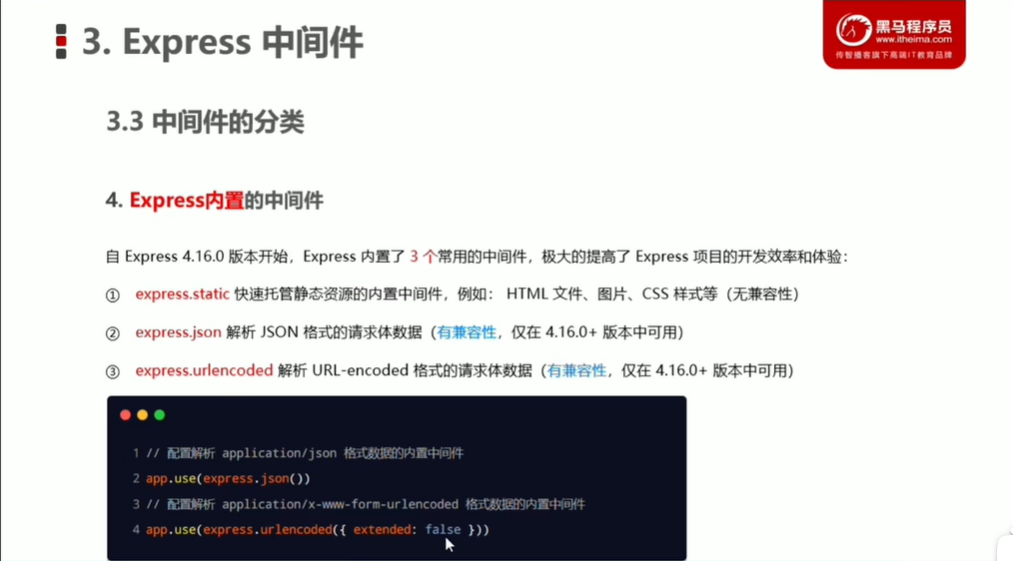 3. Express 中间件
黑马程序员
www.itheima.com
传智播客旗下高端IT教育品牌
3.3 中间件的分类
4. Express内置的中间件
自 Express 4.16.0 版本开始，Express 内置了 3 个常用的中间件，极大的提高了 Express 项目的开发效率和体验：
① express.static 快速托管静态资源的内置中间件，例如： HTML 文件、图片、CSS 样式等（无兼容性）
② express.json 解析 JSON 格式的请求体数据（有兼容性，仅在 4.16.0+ 版本中可用）
③ express.urlencoded 解析 URL-encoded 格式的请求体数据（有兼容性，仅在 4.16.0+ 版本中可用）
1 // 配置解析 application/json 格式数据的内置中间件
2 app.use(express.json())
3 // 配置解析 application/x-www-form-urlencoded 格式数据的内置中间件
4 app.use(express.urlencoded({ extended: false }))